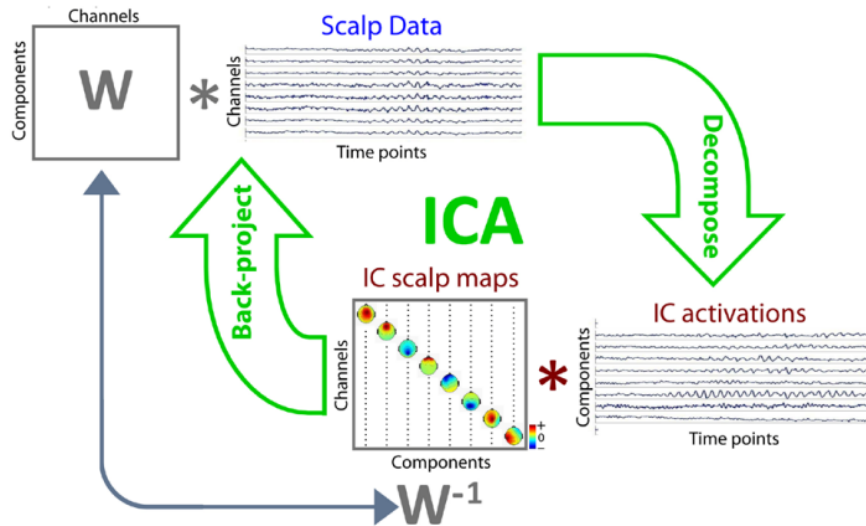 Channels
Scalp Data
Components
W
*
Channels
Time points
Decompose
Back-project
ICA
IC scalp maps
IC activations
Channels
+
0
−
*
Components
Components
Time points
W⁻¹